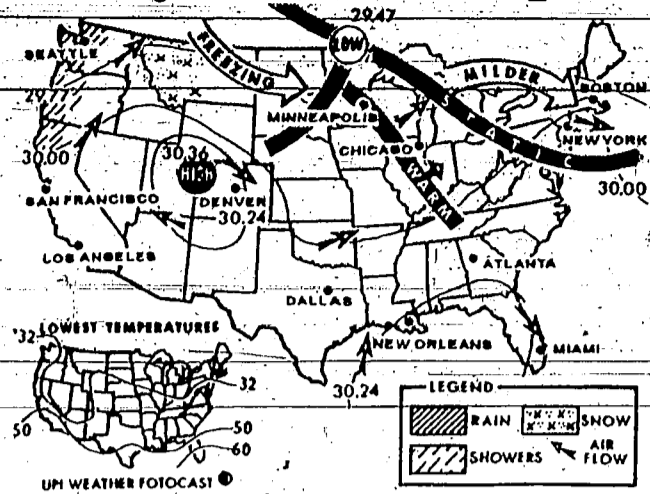 29.47
LOW
SEATTLE
FREEZING
MILDER
BOSTON
29
MINNEAPOLIS
STATIC
NEW YORK
30.00
30.36
CHICAGO
HIGH
WARM
30.00
SAN FRANCISCO
DENVER
30.24
LOS ANGELES
ATLANTA
DALLAS
LOWEST TEMPERATURES
32
NEW ORLEANS
MIAMI
32
30.24
LEGEND
RAIN
SNOW
50
50
60
SHOWERS
AIR
FLOW
UPI WEATHER FOTOCAST